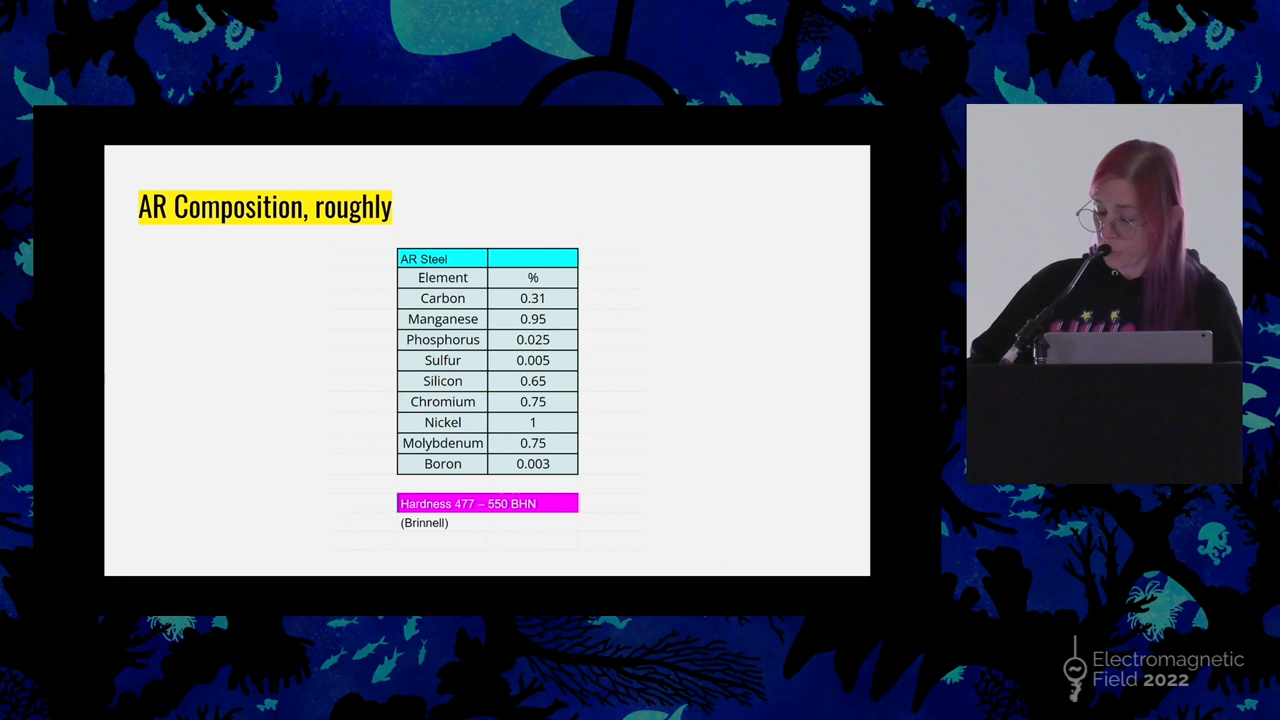 AR Composition, roughly
AR Steel
Element %
Carbon 0.31
Manganese 0.95
Phosphorus 0.025
Sulfur 0.005
Silicon 0.65
Chromium 0.75
Nickel 1
Molybdenum 0.75
Boron 0.003
Hardness 477 – 550 BHN
(Brinnell)
Electromagnetic
Field 2022